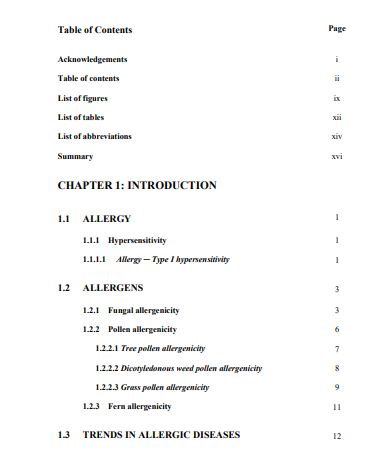 Table of Contents Page
Acknowledgements i
Table of contents ii
List of figures ix
List of tables xii
List of abbreviations xiv
Summary xvi
CHAPTER 1: INTRODUCTION
1.1 ALLERGY 1
1.1.1 Hypersensitivity 1
1.1.1.1 Allergy — Type I hypersensitivity 1
1.2 ALLERGENS 3
1.2.1 Fungal allergenicity 3
1.2.2 Pollen allergenicity 6
1.2.2.1 Tree pollen allergenicity 7
1.2.2.2 Dicotyledonous weed pollen allergenicity 8
1.2.2.3 Grass pollen allergenicity 9
1.2.3 Fern allergenicity 11
1.3 TRENDS IN ALLERGIC DISEASES 12